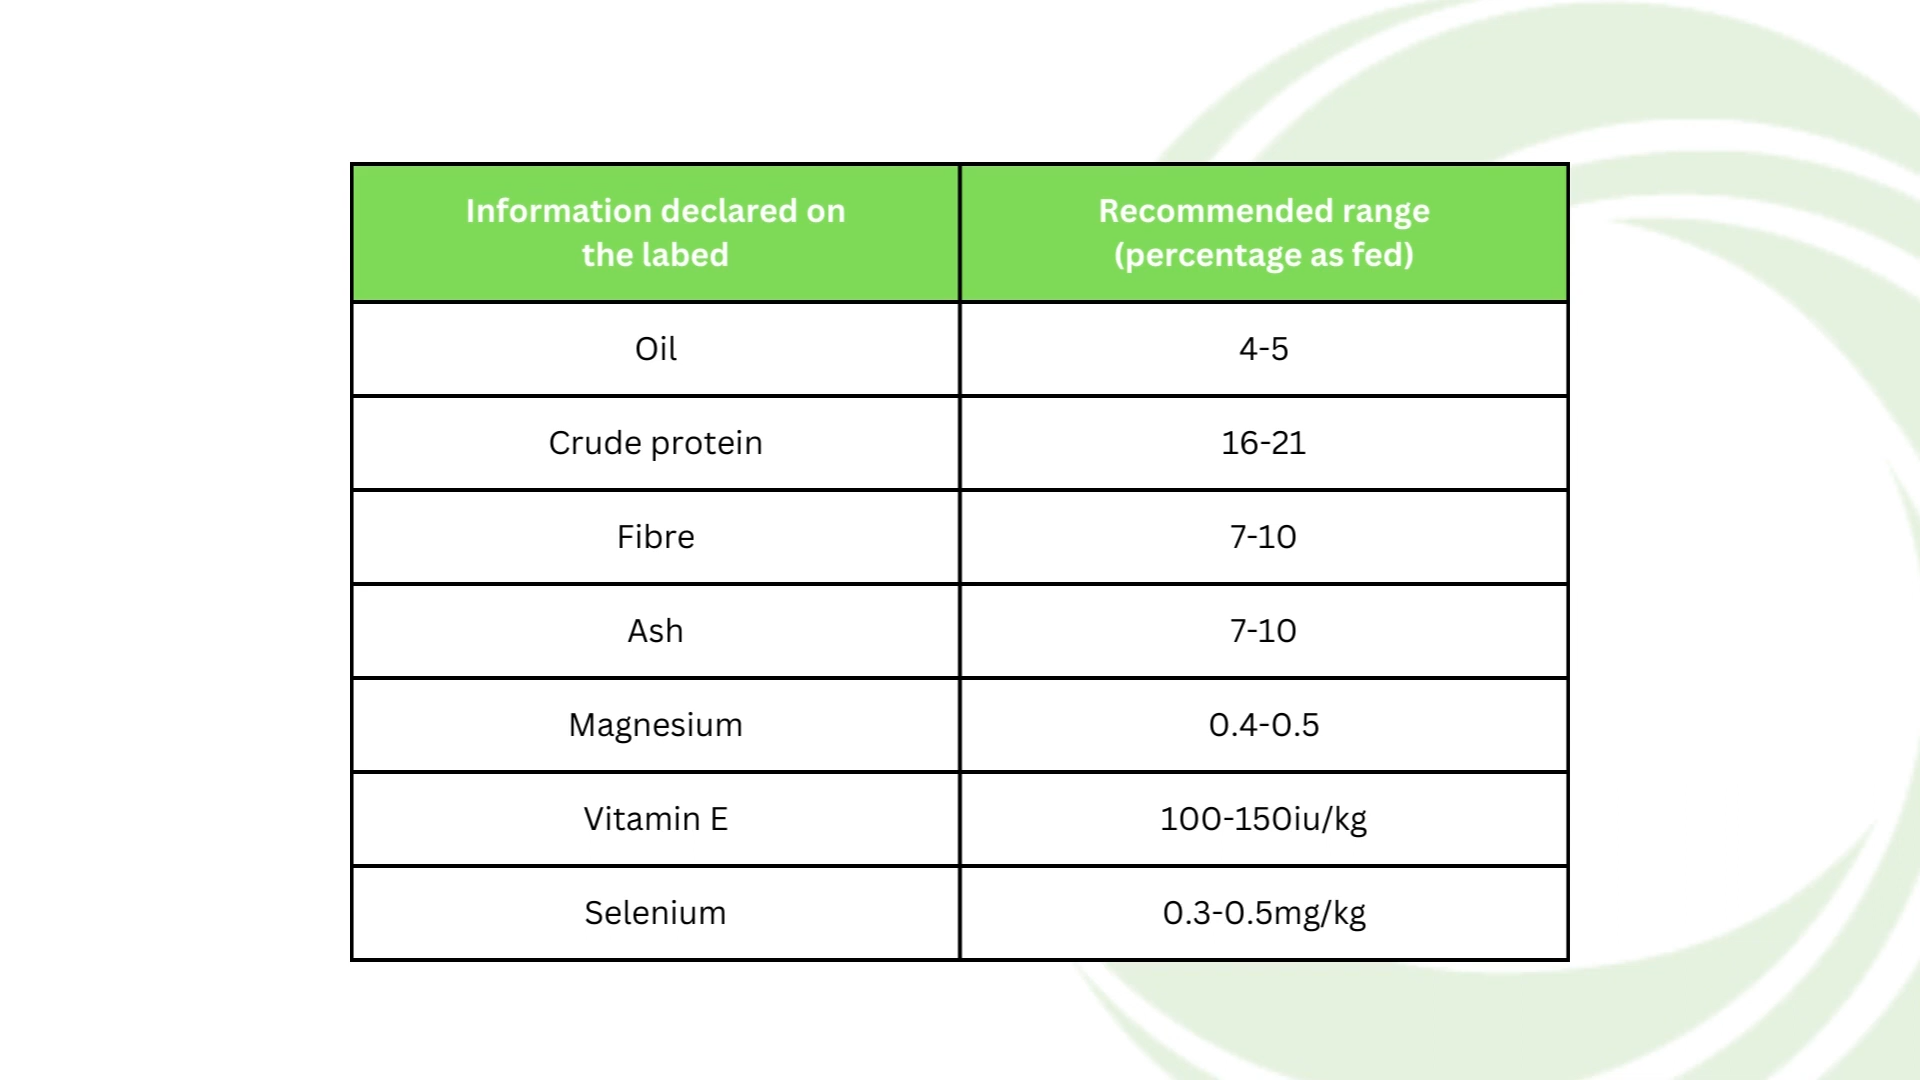 Information declared on
the labed
Recommended range
(percentage as fed)
Oil
4-5
Crude protein
16-21
Fibre
7-10
Ash
7-10
Magnesium
0.4-0.5
Vitamin E
100-150iu/kg
Selenium
0.3-0.5mg/kg